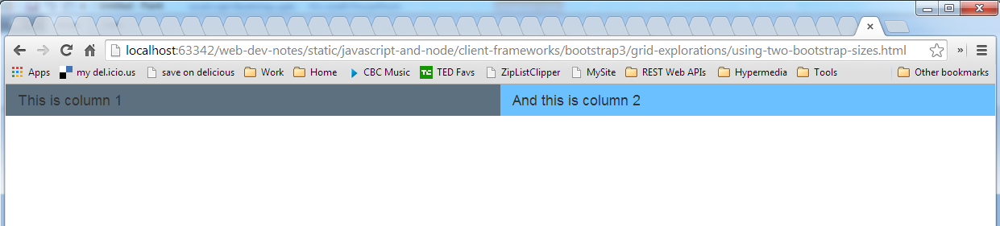 localhost:63342/web-dev-notes/static/javascript-and-node/client-frameworks/bootstrap3/grid-explorations/using-two-bootstrap-sizes.html »
Apps my del.icio.us save on delicious Work Home CBC Music TC TED Favs ZipListClipper MySite REST Web APIs Hypermedia Tools Other bookmarks
This is column 1 And this is column 2